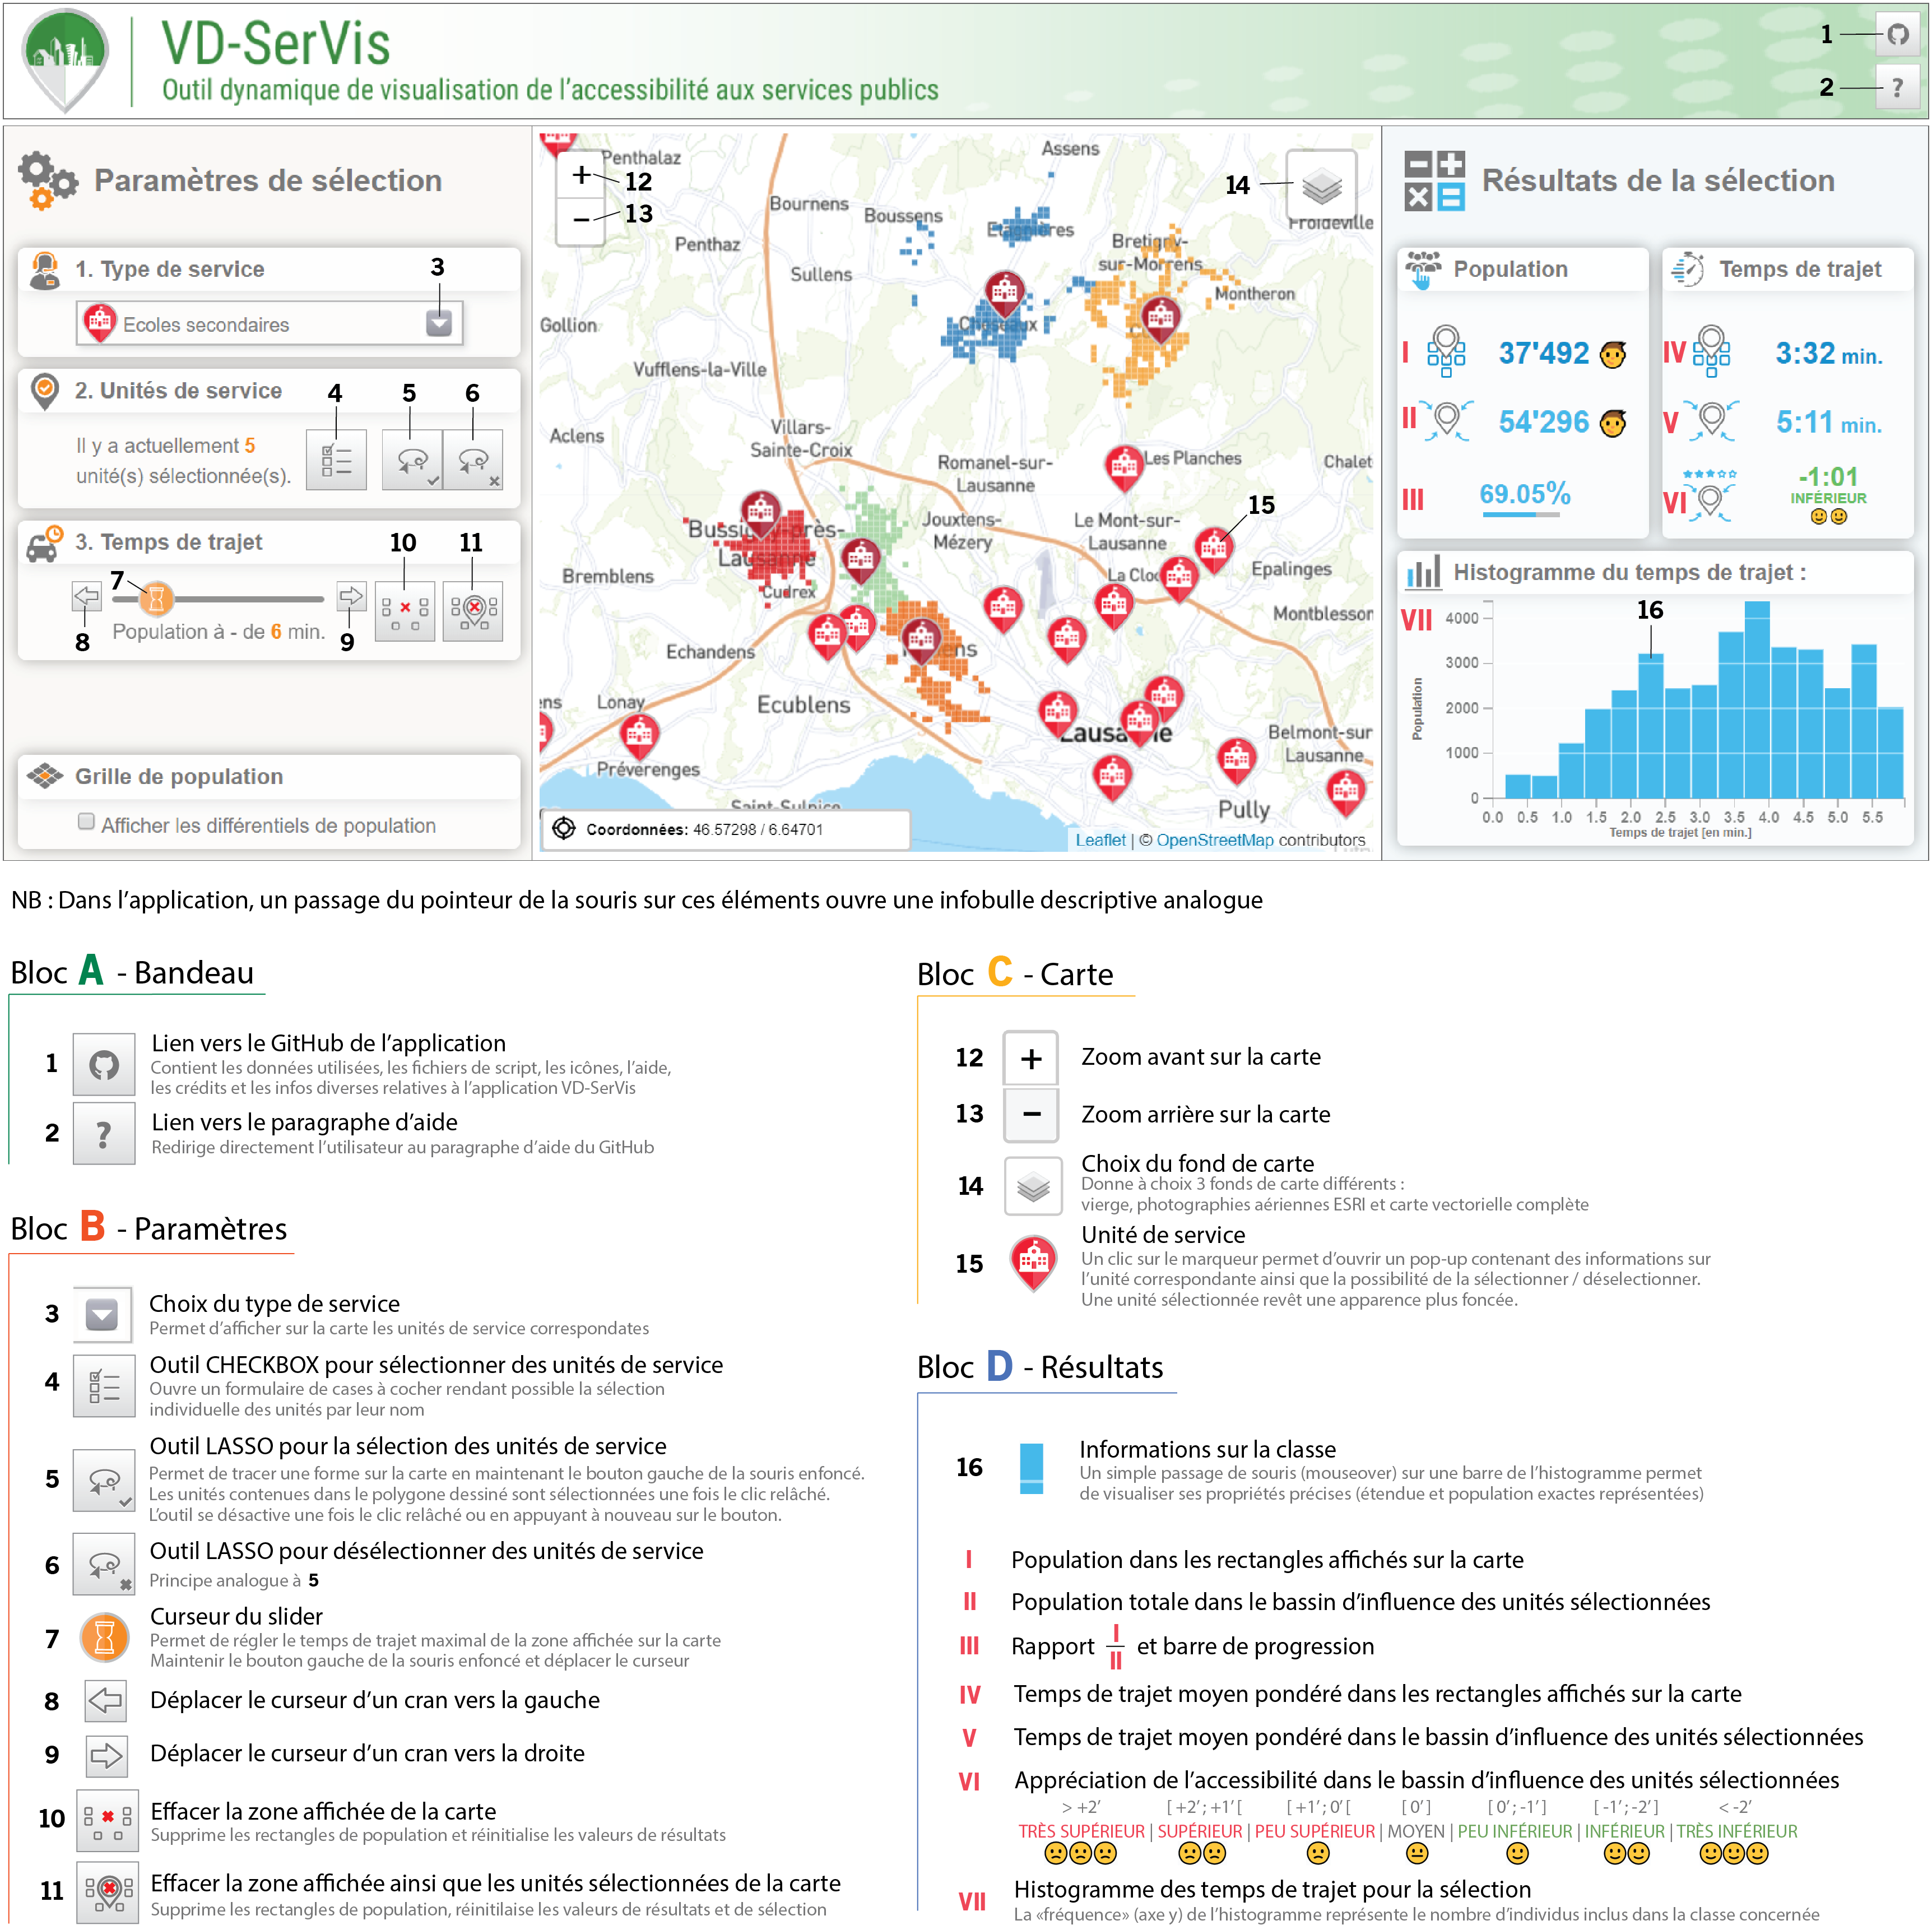 VD-SerVis
Outil dynamique de visualisation de l'accessibilité aux services publics
1
2
?
Paramètres de sélection
1. Type de service
3
Ecoles secondaires
2. Unités de service
4
5
6
Il y a actuellement 5
unité(s) sélectionnée(s).
3. Temps de trajet
10
11
7
8
Population à - de 6 min.
9
Grille de population
Afficher les différentiels de population
+
12
−
13
14
15
Penthalaz
Assens
Bournens
Boussens
Etagnières
Froideville
Penthaz
Bretigny-
sur-Morrens
Sullens
Montheron
Gollion
Cheseaux
Vufflens-la-Ville
Aclens
Villars-
Sainte-Croix
Romanel-sur-
Lausanne
Les Planches
Chalet
Jouxtens-
Mézery
Le Mont-sur-
Lausanne
Bremblens
La Cloc
Epalinges
Cudrex
Montblesson
Echandens
ens
Lonay
Ecublens
Lausanne
Belmont-sur
Lausanne
Préverenges
Saint-Sulpice
Pully
Coordonnées: 46.57298 / 6.64701
Leaflet | © OpenStreetMap contributors
Résultats de la sélection
Population
Temps de trajet
I
37'492
IV
3:32 min.
II
54'296
V
5:11 min.
III
69.05%
VI
-1:01
INFÉRIEUR
Histogramme du temps de trajet :
VII
16
Population
4000
3000
2000
1000
0
0.0 0.5 1.0 1.5 2.0 2.5 3.0 3.5 4.0 4.5 5.0 5.5
Temps de trajet [en min.]
NB : Dans l'application, un passage du pointeur de la souris sur ces éléments ouvre une infobulle descriptive analogue
Bloc A - Bandeau
1
Lien vers le GitHub de l'application
Contient les données utilisées, les fichiers de script, les icônes, l'aide,
les crédits et les infos diverses relatives à l'application VD-SerVis
2
?
Lien vers le paragraphe d'aide
Redirige directement l'utilisateur au paragraphe d'aide du GitHub
Bloc B - Paramètres
3
Choix du type de service
Permet d'afficher sur la carte les unités de service correspondates
4
Outil CHECKBOX pour sélectionner des unités de service
Ouvre un formulaire de cases à cocher rendant possible la sélection
individuelle des unités par leur nom
5
Outil LASSO pour la sélection des unités de service
Permet de tracer une forme sur la carte en maintenant le bouton gauche de la souris enfoncé.
Les unités contenues dans le polygone dessiné sont sélectionnées une fois le clic relâché.
L'outil se désactive une fois le clic relâché ou en appuyant à nouveau sur le bouton.
6
Outil LASSO pour désélectionner des unités de service
Principe analogue à 5
7
Curseur du slider
Permet de régler le temps de trajet maximal de la zone affichée sur la carte
Maintenir le bouton gauche de la souris enfoncé et déplacer le curseur
8
Déplacer le curseur d'un cran vers la gauche
9
Déplacer le curseur d'un cran vers la droite
10
Effacer la zone affichée de la carte
Supprime les rectangles de population et réinitialise les valeurs de résultats
11
Effacer la zone affichée ainsi que les unités sélectionnées de la carte
Supprime les rectangles de population, réinitilaise les valeurs de résultats et de sélection
Bloc C - Carte
12
+
Zoom avant sur la carte
13
−
Zoom arrière sur la carte
14
Choix du fond de carte
Donne à choix 3 fonds de carte différents :
vierge, photographies aériennes ESRI et carte vectorielle complète
15
Unité de service
Un clic sur le marqueur permet d'ouvrir un pop-up contenant des informations sur
l'unité correspondante ainsi que la possibilité de la sélectionner / déselectionner.
Une unité sélectionnée revêt une apparence plus foncée.
Bloc D - Résultats
16
Informations sur la classe
Un simple passage de souris (mouseover) sur une barre de l'histogramme permet
de visualiser ses propriétés précises (étendue et population exactes représentées)
I Population dans les rectangles affichés sur la carte
II Population totale dans le bassin d'influence des unités sélectionnées
III Rapport I / II et barre de progression
IV Temps de trajet moyen pondéré dans les rectangles affichés sur la carte
V Temps de trajet moyen pondéré dans le bassin d'influence des unités sélectionnées
VI Appréciation de l'accessibilité dans le bassin d'influence des unités sélectionnées
> +2' [ +2' ; +1' [ [ +1' ; 0' [ [ 0' ] [ 0' ; -1' ] [ -1' ; -2' ] < -2'
TRÈS SUPÉRIEUR | SUPÉRIEUR | PEU SUPÉRIEUR | MOYEN | PEU INFÉRIEUR | INFÉRIEUR | TRÈS INFÉRIEUR
VII Histogramme des temps de trajet pour la sélection
La «fréquence» (axe y) de l'histogramme représente le nombre d'individus inclus dans la classe concernée